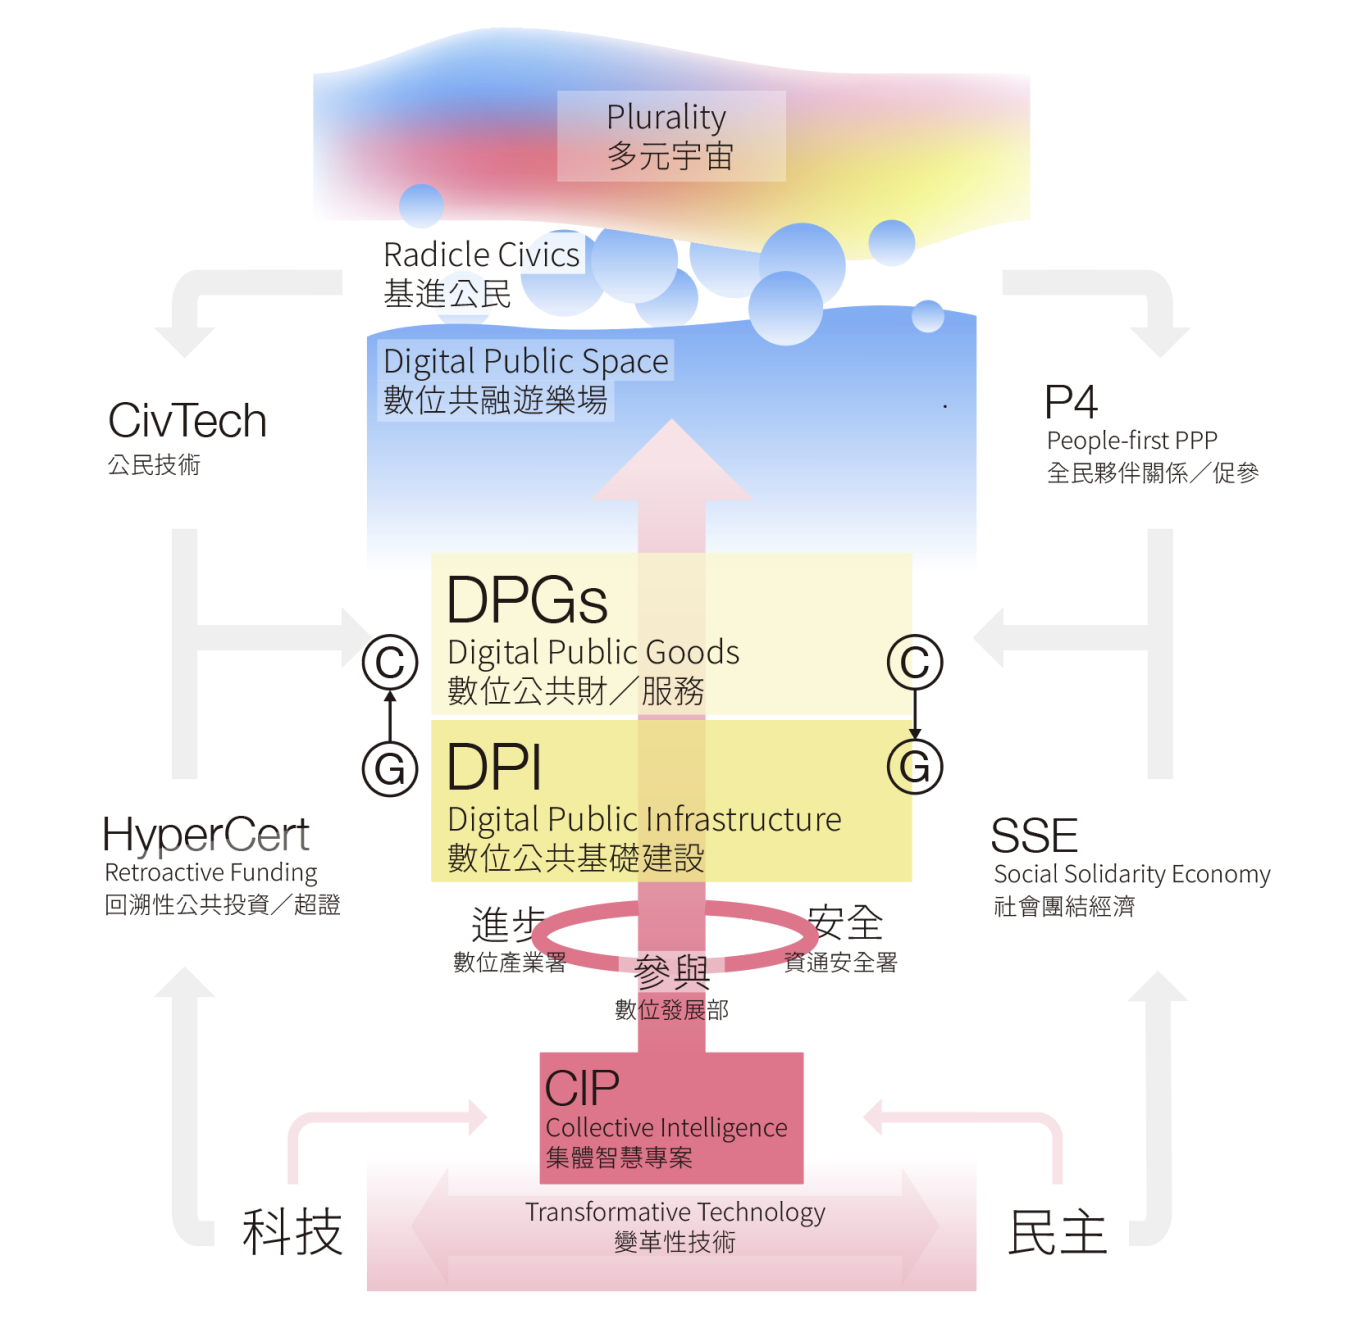 Plurality
多元宇宙
Radicle Civics
基進公民
Digital Public Space
數位共融遊樂場
CivTech
公民技術
P4
People-first PPP
全民夥伴關係／促參
DPGs
Digital Public Goods
數位公共財／服務
C
C
DPI
Digital Public Infrastructure
數位公共基礎建設
G
G
HyperCert
Retroactive Funding
回溯性公共投資／超證
SSE
Social Solidarity Economy
社會團結經濟
進步
數位產業署
安全
資通安全署
參與
數位發展部
CIP
Collective Intelligence
集體智慧專案
科技
Transformative Technology
變革性技術
民主